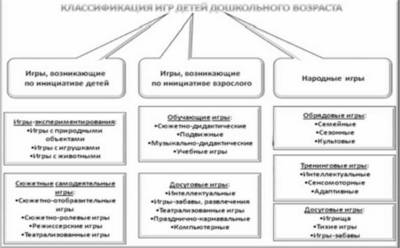 КЛАССИФИКАЦИЯ ИГР ДЕТЕЙ ДОШКОЛЬНОГО ВОЗРАСТА
Игры, возникающие
по инициативе детей
Игры, возникающие
по инициативе взрослого
Народные игры
Игры-экспериментирования:
•Игры с природными
объектами
•Игры с игрушками
•Игры с животными
Сюжетные самодеятельные
игры:
•Сюжетно-отобразительные
игры
•Сюжетно-ролевые игры
•Режиссерские игры
•Театрализованные игры
Обучающие игры:
•Сюжетно-дидактические
•Подвижные
•Музыкально-дидактические
•Учебные игры
Досуговые игры:
•Интеллектуальные
•Игры-забавы, развлечения
•Театрализованные игры
•Празднично-карнавальные
•Компьютерные
Обрядовые игры:
•Семейные
•Сезонные
•Культовые
Тренинговые игры:
•Интеллектуальные
•Сенсомоторные
•Адаптивные
Досуговые игры:
•Игрища
•Тихие игры
•Игры-забавы